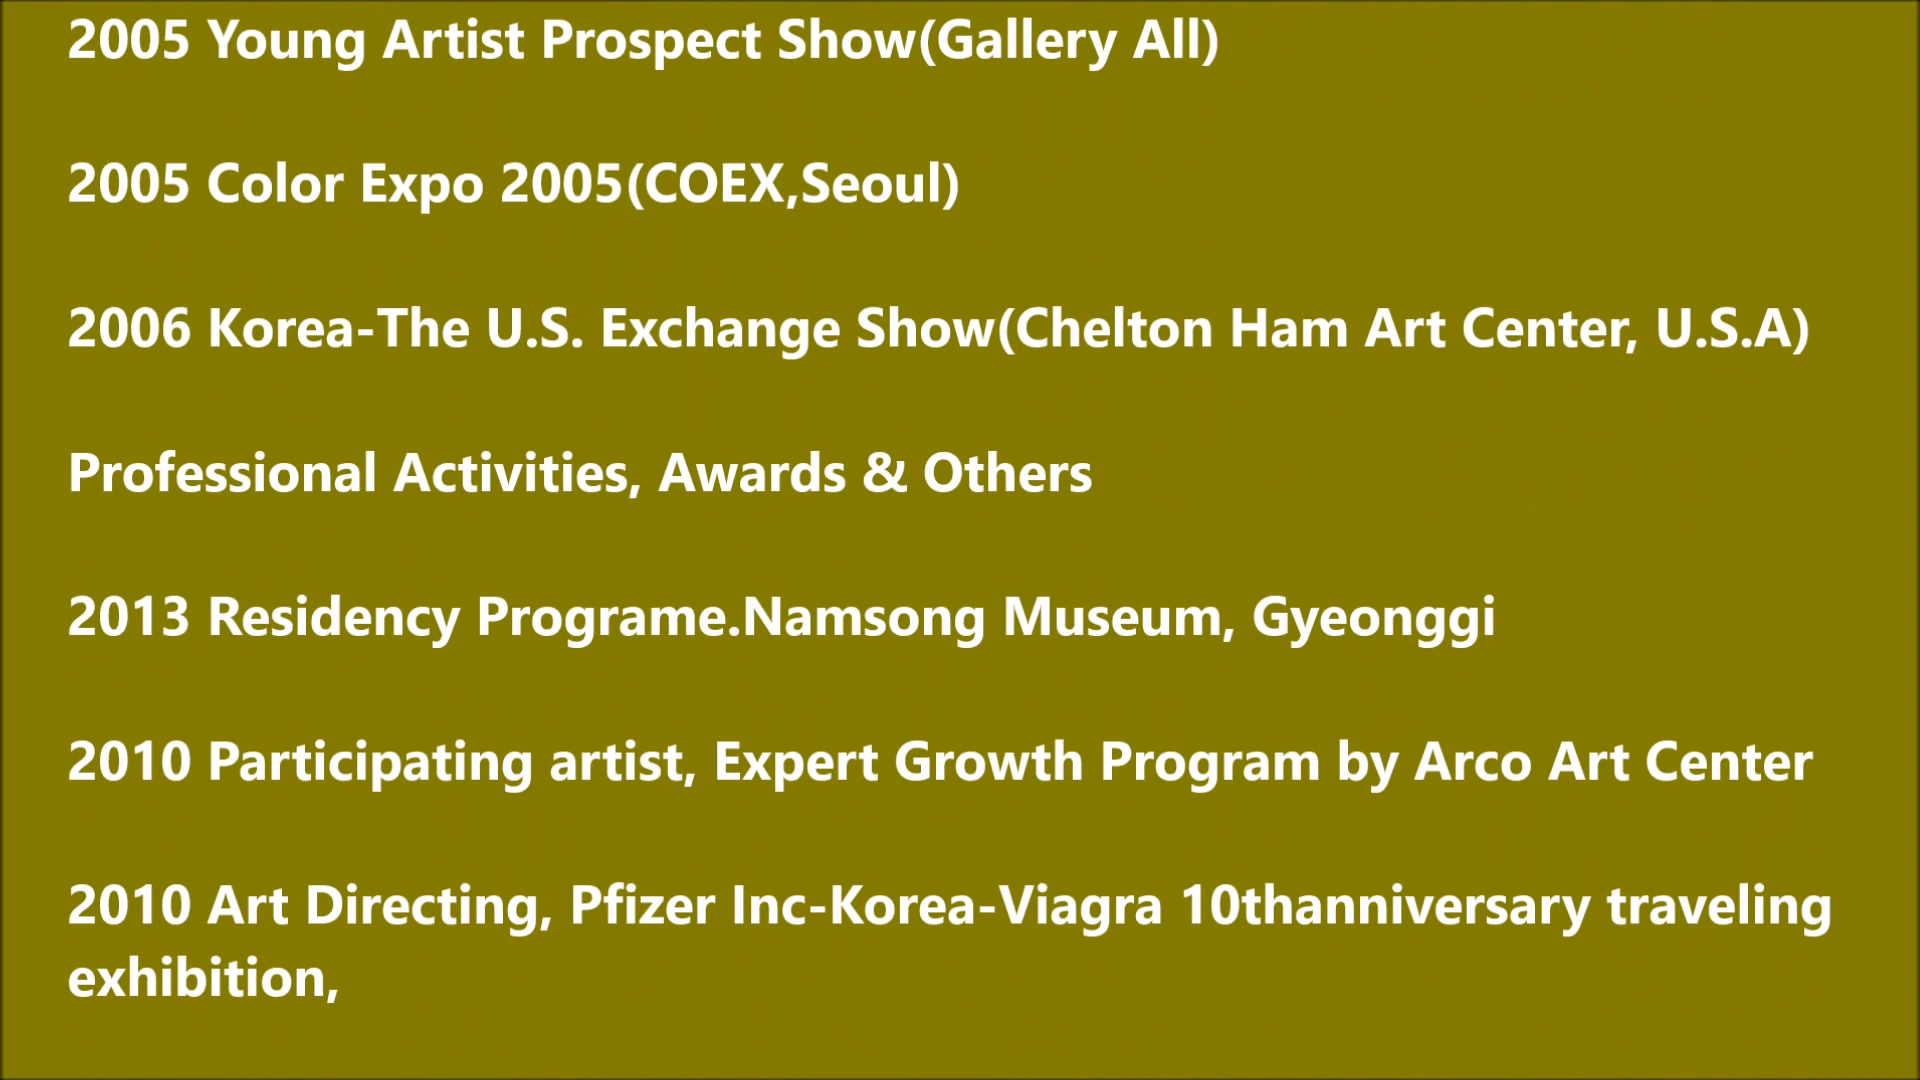 2005 Young Artist Prospect Show(Gallery All)
2005 Color Expo 2005(COEX,Seoul)
2006 Korea-The U.S. Exchange Show(Chelton Ham Art Center, U.S.A)
Professional Activities, Awards & Others
2013 Residency Programe.Namsong Museum, Gyeonggi
2010 Participating artist, Expert Growth Program by Arco Art Center
2010 Art Directing, Pfizer Inc-Korea-Viagra 10thanniversary traveling
exhibition,